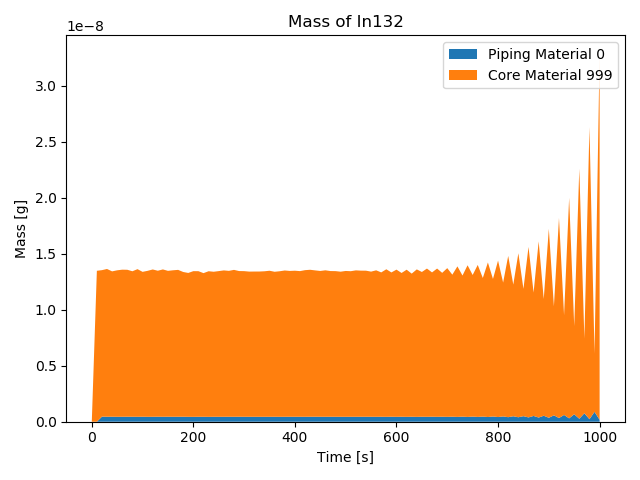 Mass of In132
1e−8
Piping Material 0
Core Material 999
3.0
2.5
2.0
1.5
1.0
0.5
0.0
Mass [g]
0 200 400 600 800 1000
Time [s]